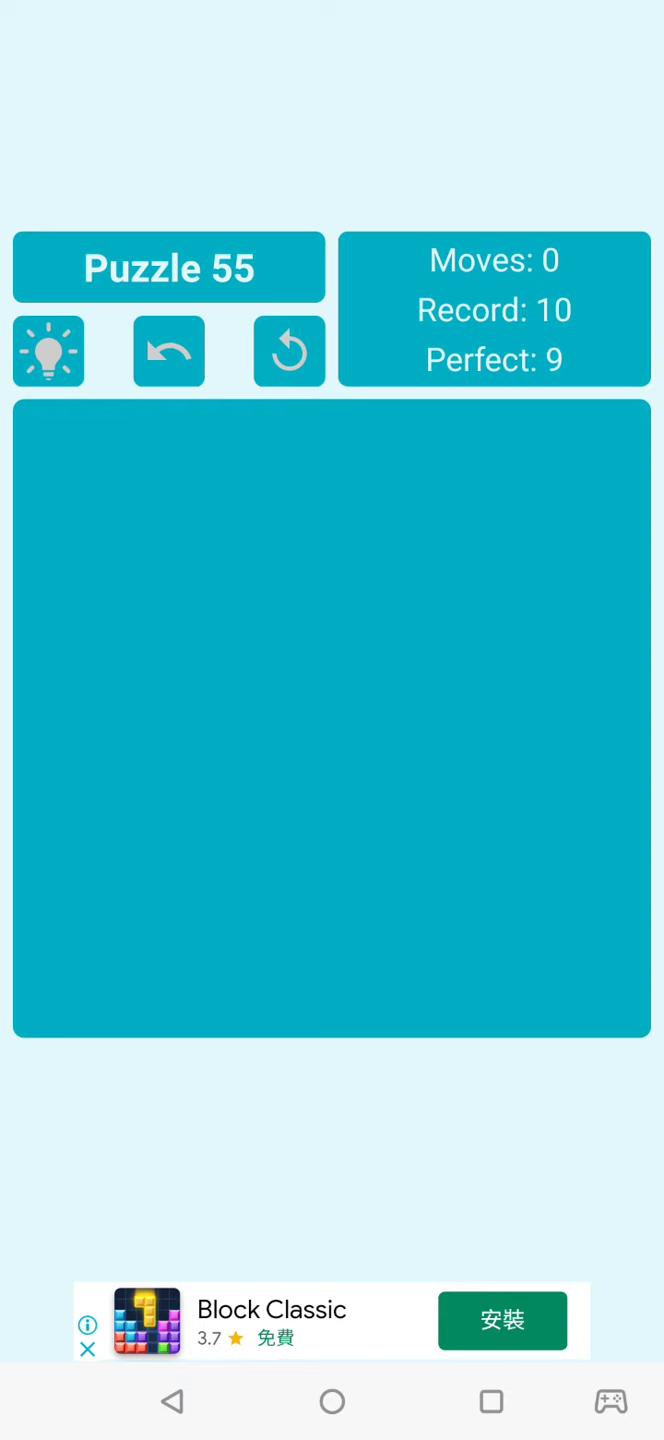 Puzzle 55
Moves: 0
Record: 10
Perfect: 9
Block Classic
3.7 ★ 免費
安裝